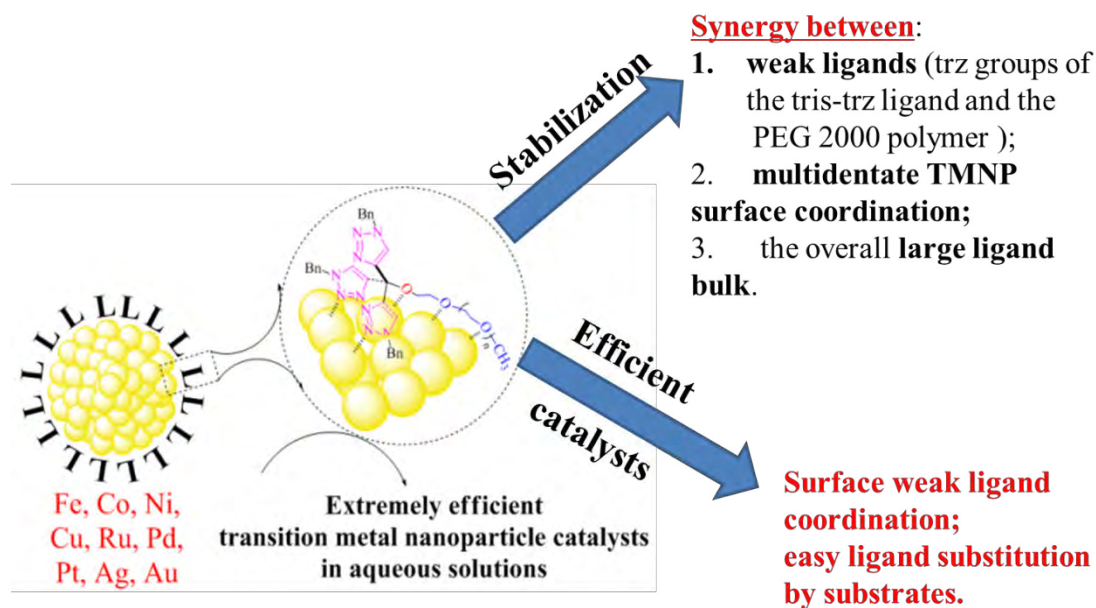 Synergy between:
1. weak ligands (trz groups of
the tris-trz ligand and the
PEG 2000 polymer );
2. multidentate TMNP
surface coordination;
3. the overall large ligand
bulk.
Stabilization
Bn
N
N
N
Bn
N
N
N
N
N
N
Bn
O
O
O
n
CH3
L L L L L L L L L L L L L L L L L L L L
Efficient
catalysts
Fe, Co, Ni,
Cu, Ru, Pd,
Pt, Ag, Au
Extremely efficient
transition metal nanoparticle catalysts
in aqueous solutions
Surface weak ligand
coordination;
easy ligand substitution
by substrates.